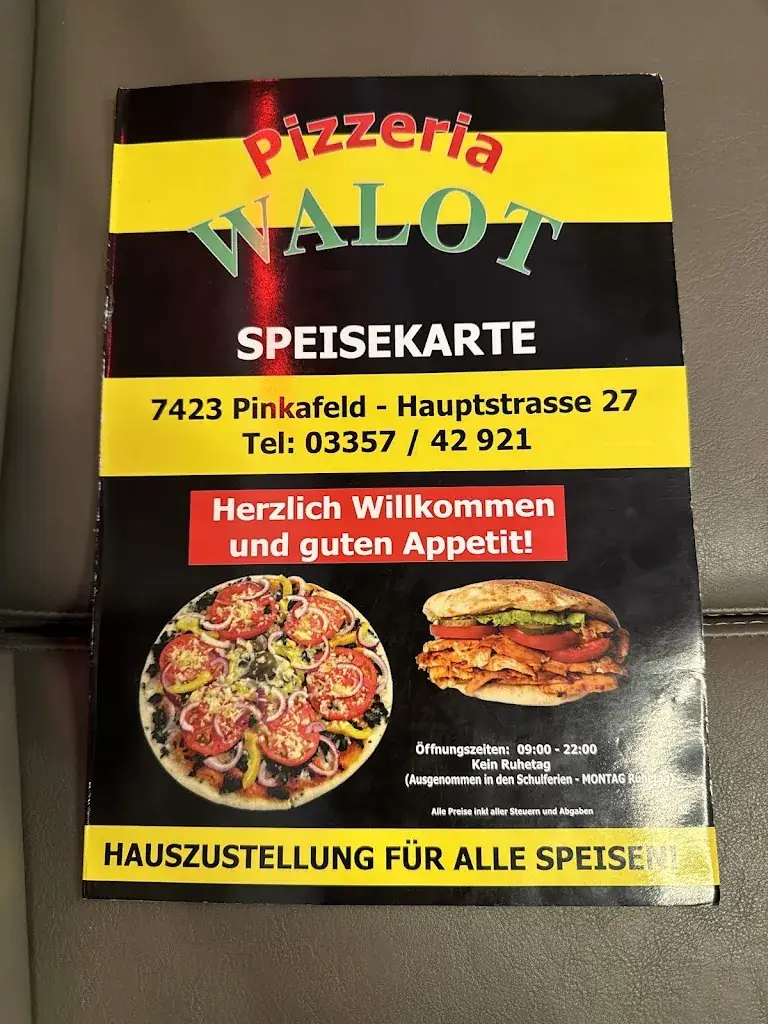 Pizzeria
WALOT
SPEISEKARTE
7423 Pinkafeld - Hauptstrasse 27
Tel: 03357 / 42 921
Herzlich Willkommen
und guten Appetit!
Öffnungszeiten: 09:00 - 22:00
Kein Ruhetag
(Ausgenommen in den Schulferien - MONTAG Ruhetag)
Alle Preise inkl aller Steuern und Abgaben
HAUSZUSTELLUNG FÜR ALLE SPEISEN!